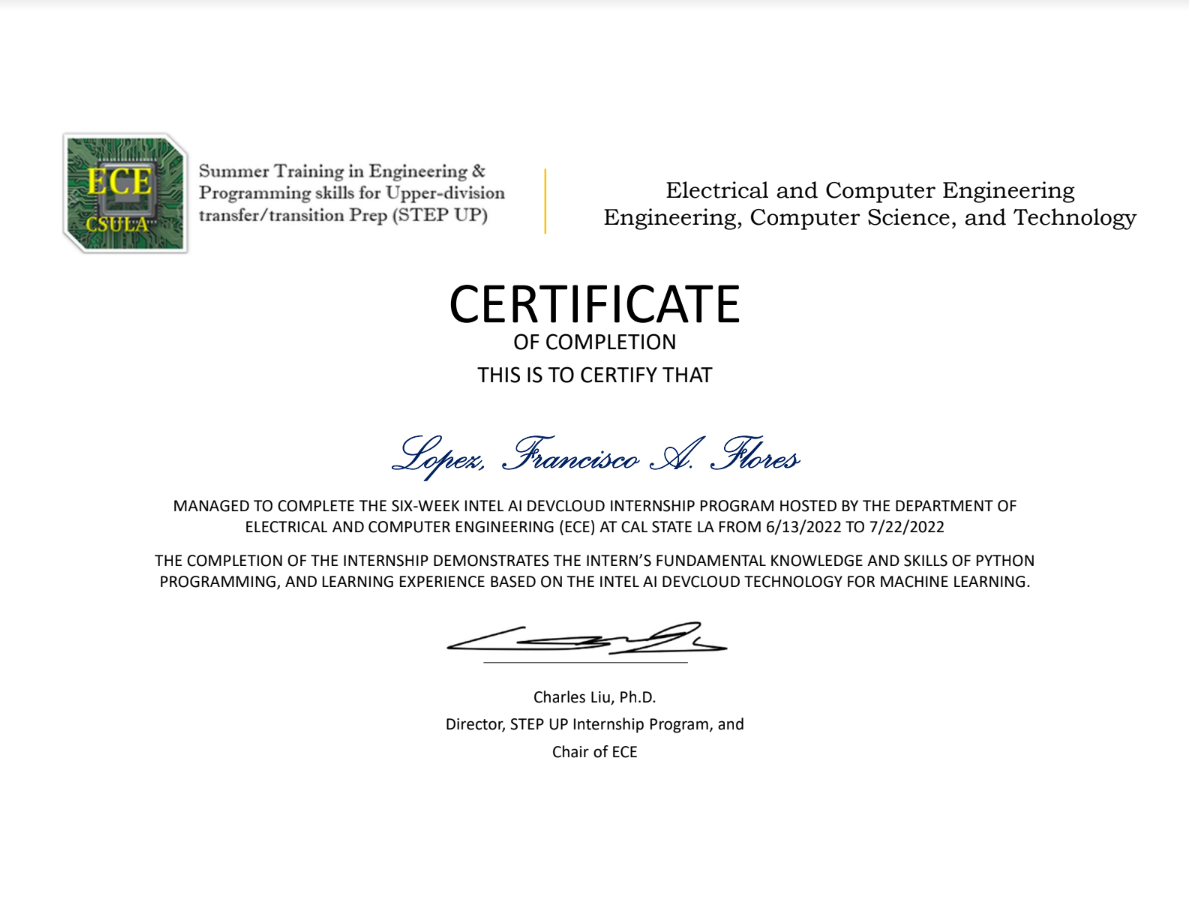 ECE
CSULA
Summer Training in Engineering &
Programming skills for Upper-division
transfer/transition Prep (STEP UP)
Electrical and Computer Engineering
Engineering, Computer Science, and Technology
CERTIFICATE
OF COMPLETION
THIS IS TO CERTIFY THAT
Lopez, Francisco A. Flores
MANAGED TO COMPLETE THE SIX-WEEK INTEL AI DEVCLOUD INTERNSHIP PROGRAM HOSTED BY THE DEPARTMENT OF
ELECTRICAL AND COMPUTER ENGINEERING (ECE) AT CAL STATE LA FROM 6/13/2022 TO 7/22/2022
THE COMPLETION OF THE INTERNSHIP DEMONSTRATES THE INTERN'S FUNDAMENTAL KNOWLEDGE AND SKILLS OF PYTHON
PROGRAMMING, AND LEARNING EXPERIENCE BASED ON THE INTEL AI DEVCLOUD TECHNOLOGY FOR MACHINE LEARNING.
Charles Liu, Ph.D.
Director, STEP UP Internship Program, and
Chair of ECE